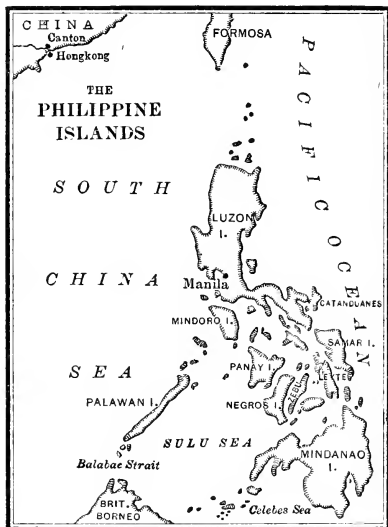 CHINA
Canton
Hongkong
FORMOSA
THE
PHILIPPINE
ISLANDS
PACIFIC OCEAN
SOUTH
CHINA
SEA
LUZON
I.
Manila
CATANDUANES
MINDORO I.
SAMAR I.
PANAY I.
LEYTE
PALAWAN I.
NEGROS I.
ZEBU
SULU SEA
MINDANAO
I.
Balabac Strait
BRIT.
BORNEO
Celebes Sea